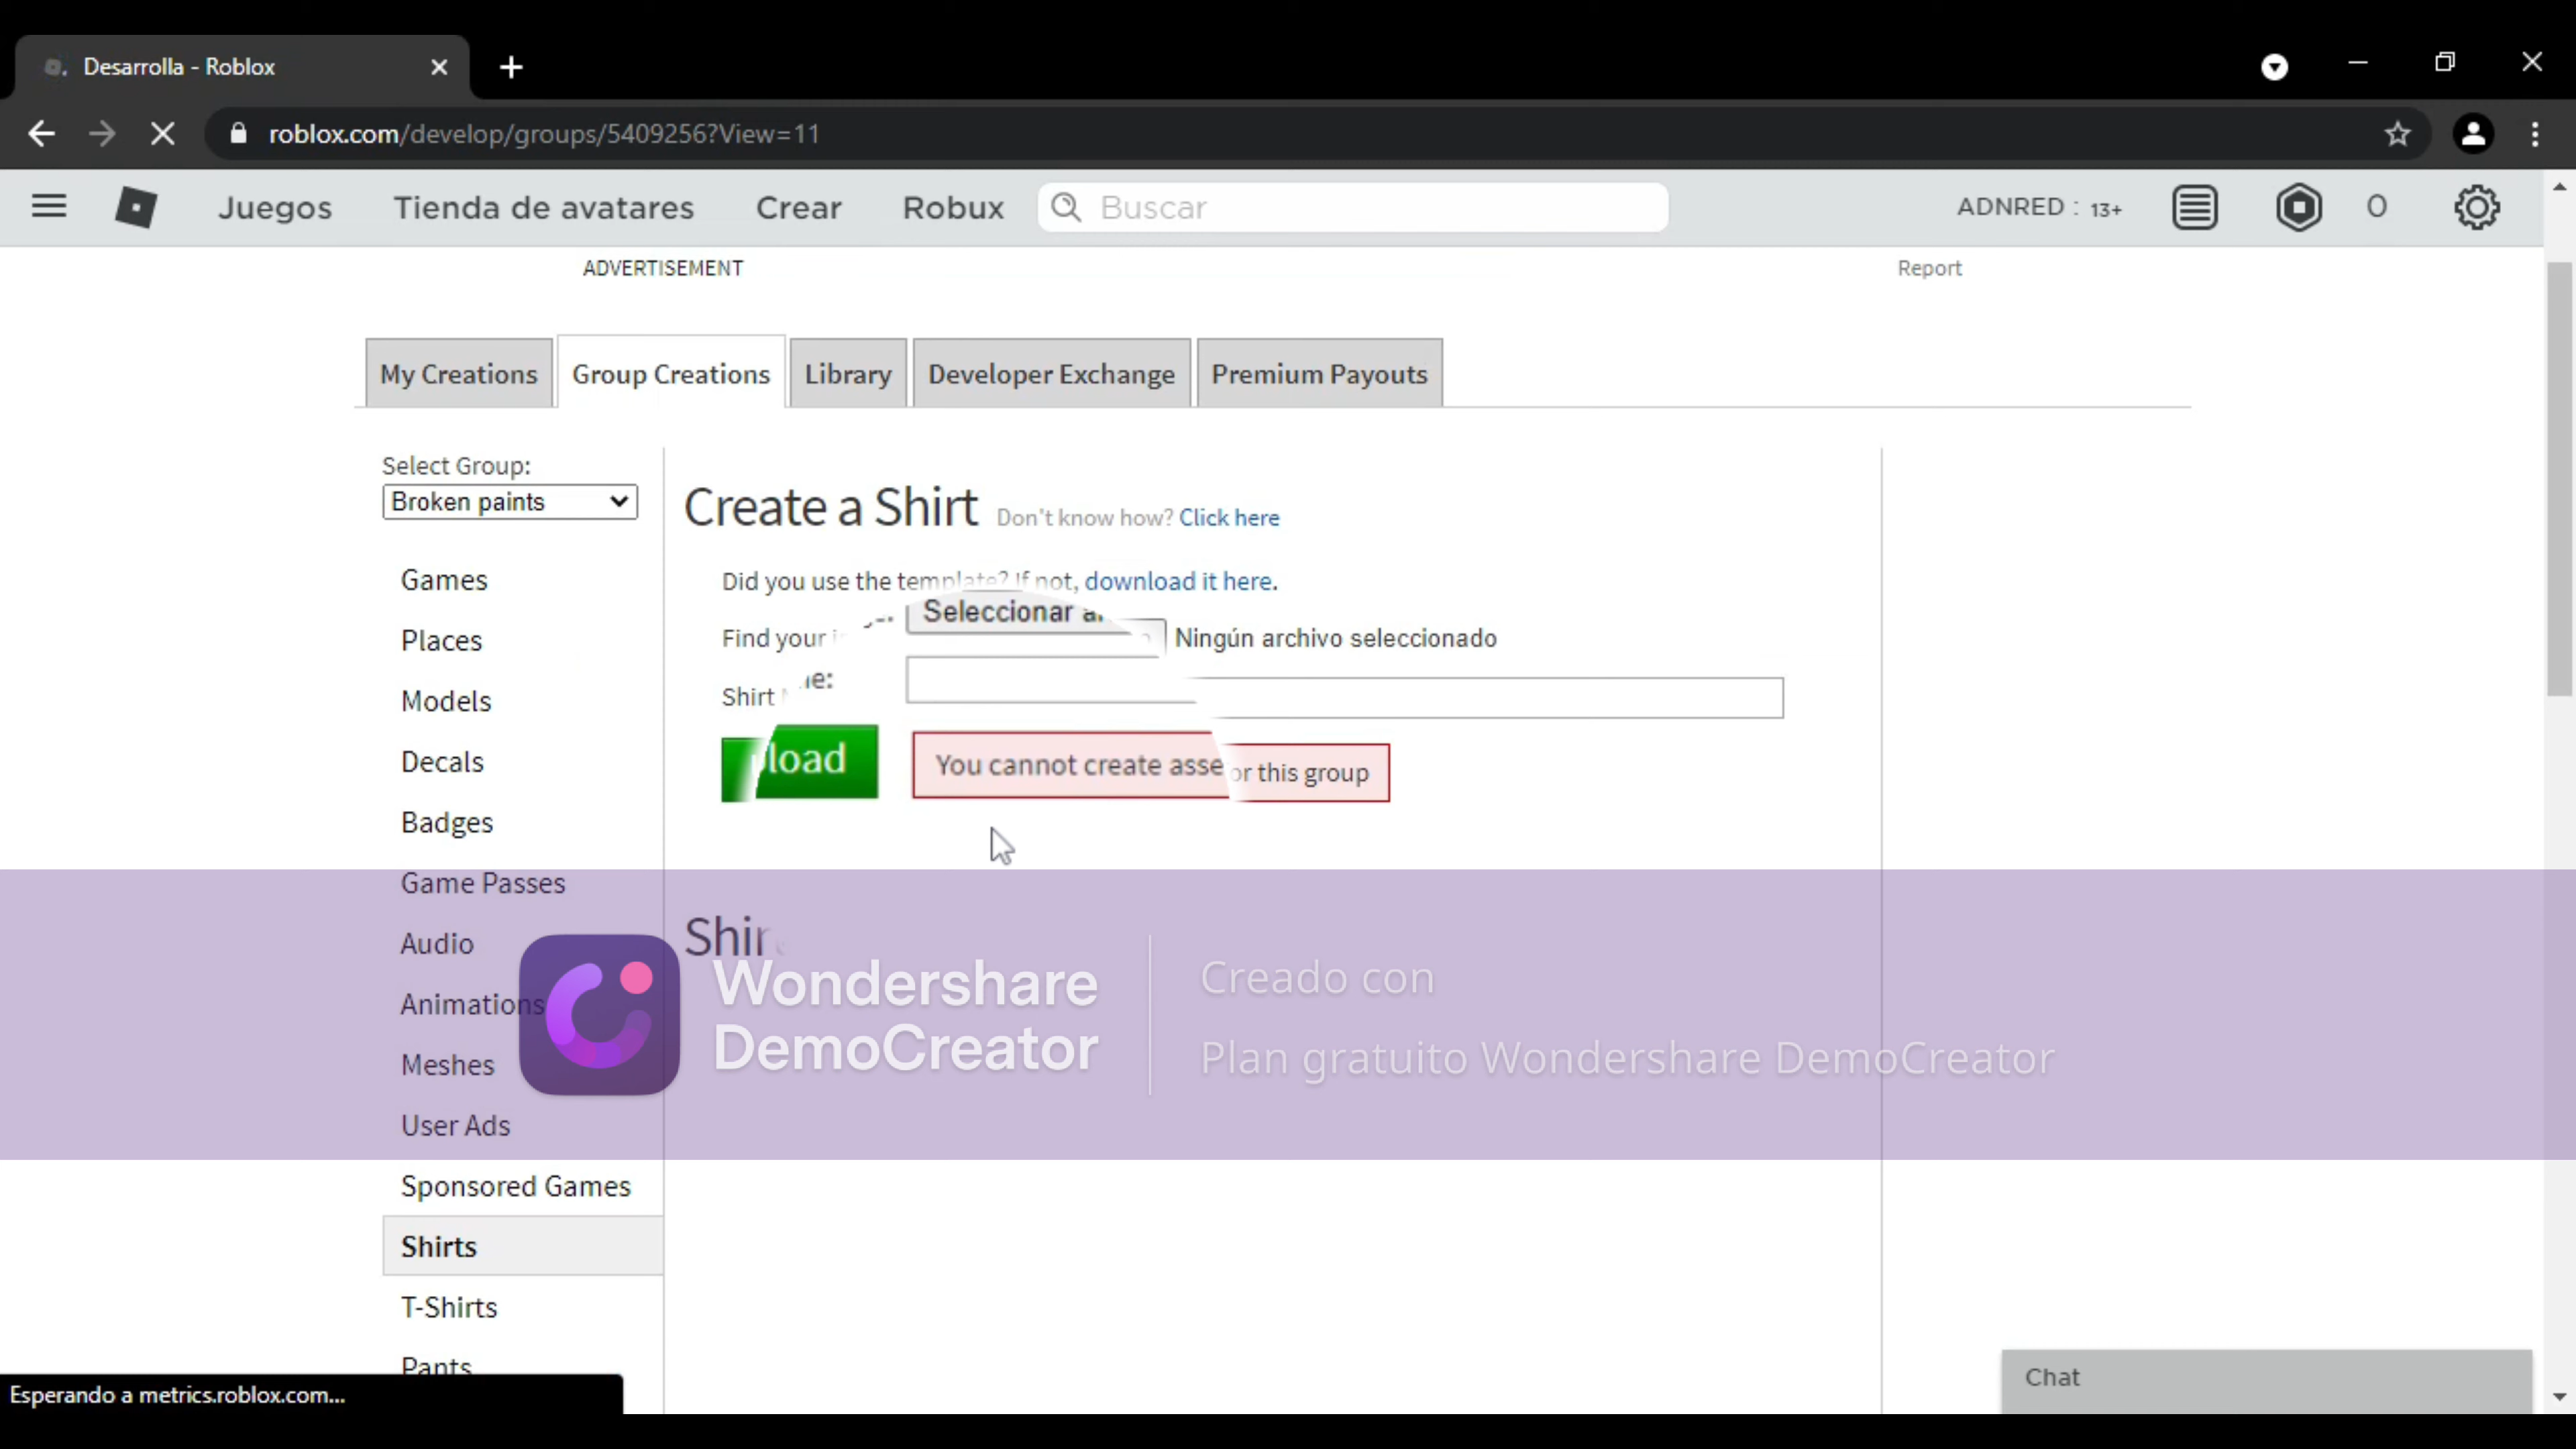 Desarrolla - Roblox
roblox.com/develop/groups/5409256?View=11
Juegos Tienda de avatares Crear Robux Buscar ADNRED : 13+ 0
ADVERTISEMENT Report
My Creations Group Creations Library Developer Exchange Premium Payouts
Select Group:
Broken paints
Create a Shirt Don't know how? Click here
Did you use the template? If not, download it here.
Find your Seleccionar Ningún archivo seleccionado
Shirt
load You cannot create asse or this group
Games
Places
Models
Decals
Badges
Game Passes
Audio
Animations
Meshes
User Ads
Sponsored Games
Shirts
T-Shirts
Pants
Shir
Wondershare
DemoCreator
Creado con
Plan gratuito Wondershare DemoCreator
Chat
Esperando a metrics.roblox.com...